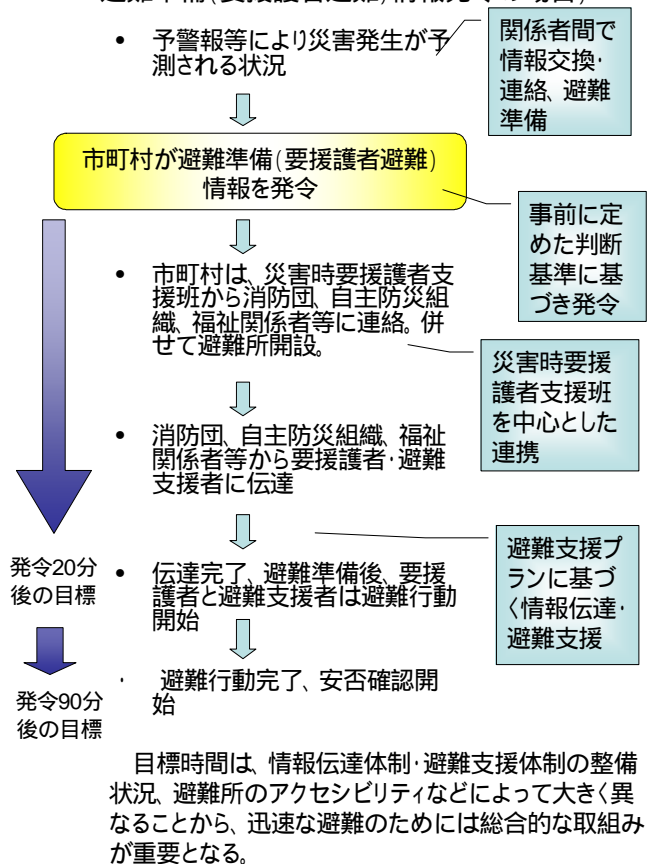 避難準備(要援護者避難)情報発令の場合)
• 予警報等により災害発生が予
測される状況
関係者間で
情報交換・
連絡、避難
準備
市町村が避難準備(要援護者避難)
情報を発令
事前に定
めた判断
基準に基
づき発令
• 市町村は、災害時要援護者支
援班から消防団、自主防災組
織、福祉関係者等に連絡。併
せて避難所開設。
災害時要援
護者支援班
を中心とした
連携
• 消防団、自主防災組織、福祉
関係者等から要援護者・避難
支援者に伝達
避難支援プ
ランに基づ
く情報伝達・
避難支援
発令20分
後の目標
• 伝達完了、避難準備後、要援
護者と避難支援者は避難行動
開始
発令90分
後の目標
・ 避難行動完了、安否確認開
始
目標時間は、情報伝達体制・避難支援体制の整備
状況、避難所のアクセシビリティなどによって大きく異
なることから、迅速な避難のためには総合的な取組み
が重要となる。